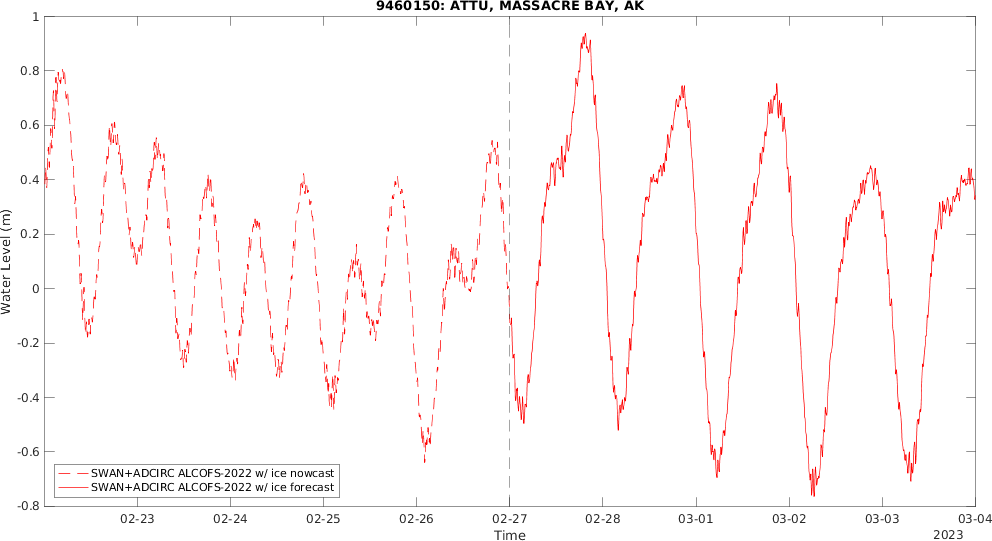 9460150: ATTU, MASSACRE BAY, AK
Water Level (m)
1
0.8
0.6
0.4
0.2
0
-0.2
-0.4
-0.6
-0.8
SWAN+ADCIRC ALCOFS-2022 w/ ice nowcast
SWAN+ADCIRC ALCOFS-2022 w/ ice forecast
02-23 02-24 02-25 02-26 02-27 02-28 03-01 03-02 03-03 03-04
Time
2023